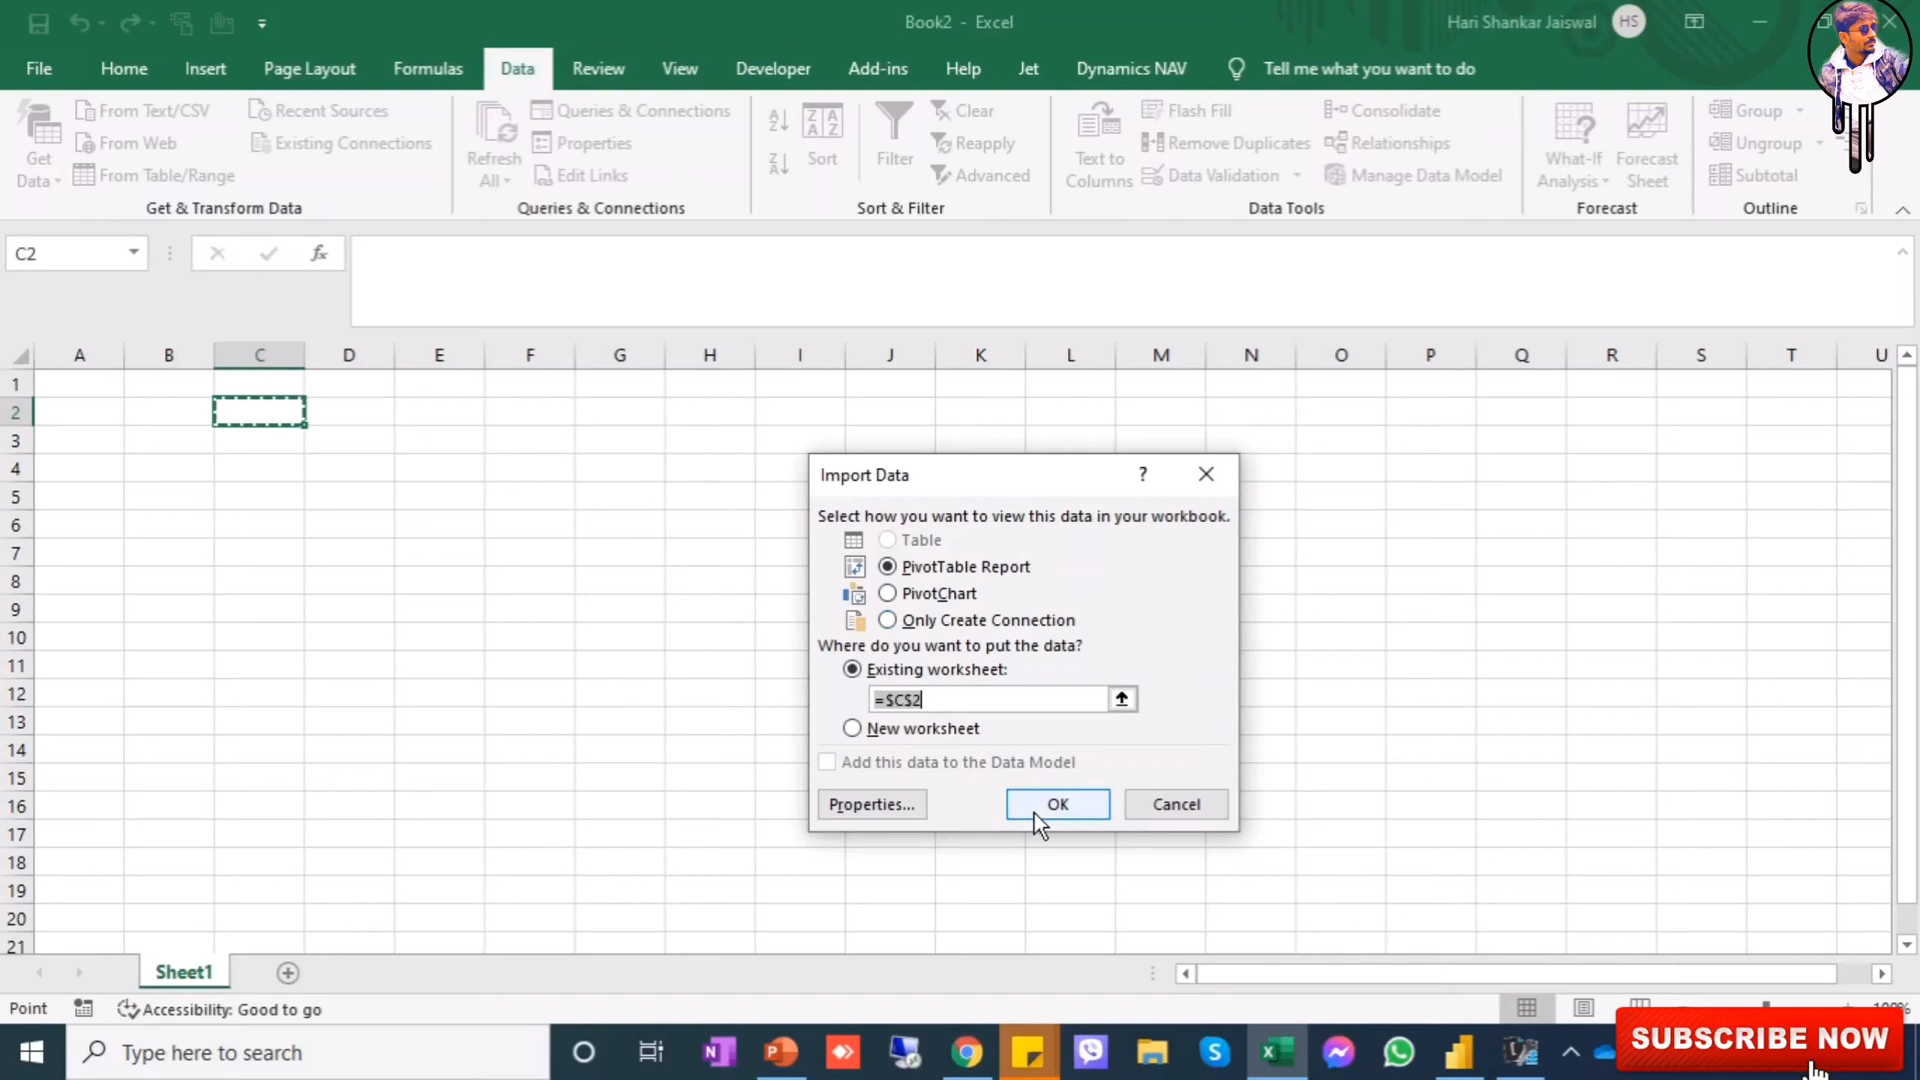 Book2 - Excel
Hari Shankar Jaiswal HS
File Home Insert Page Layout Formulas Data Review View Developer Add-ins Help Jet Dynamics NAV Tell me what you want to do
Get Data
From Text/CSV
From Web
From Table/Range
Recent Sources
Existing Connections
Get & Transform Data
Refresh All
Queries & Connections
Properties
Edit Links
Queries & Connections
Sort
Filter
Clear
Reapply
Advanced
Sort & Filter
Text to Columns
Flash Fill
Remove Duplicates
Data Validation
Consolidate
Relationships
Manage Data Model
Data Tools
What-If Analysis
Forecast Sheet
Forecast
Group
Ungroup
Subtotal
Outline
C2
fx
A B C D E F G H I J K L M N O P Q R S T U
1
2
3
4
5
6
7
8
9
10
11
12
13
14
15
16
17
18
19
20
21
Import Data ?
Select how you want to view this data in your workbook.
Table
PivotTable Report
PivotChart
Only Create Connection
Where do you want to put the data?
Existing worksheet:
=$C$2
New worksheet
Add this data to the Data Model
Properties... OK Cancel
Sheet1
Point Accessibility: Good to go
Type here to search
SUBSCRIBE NOW